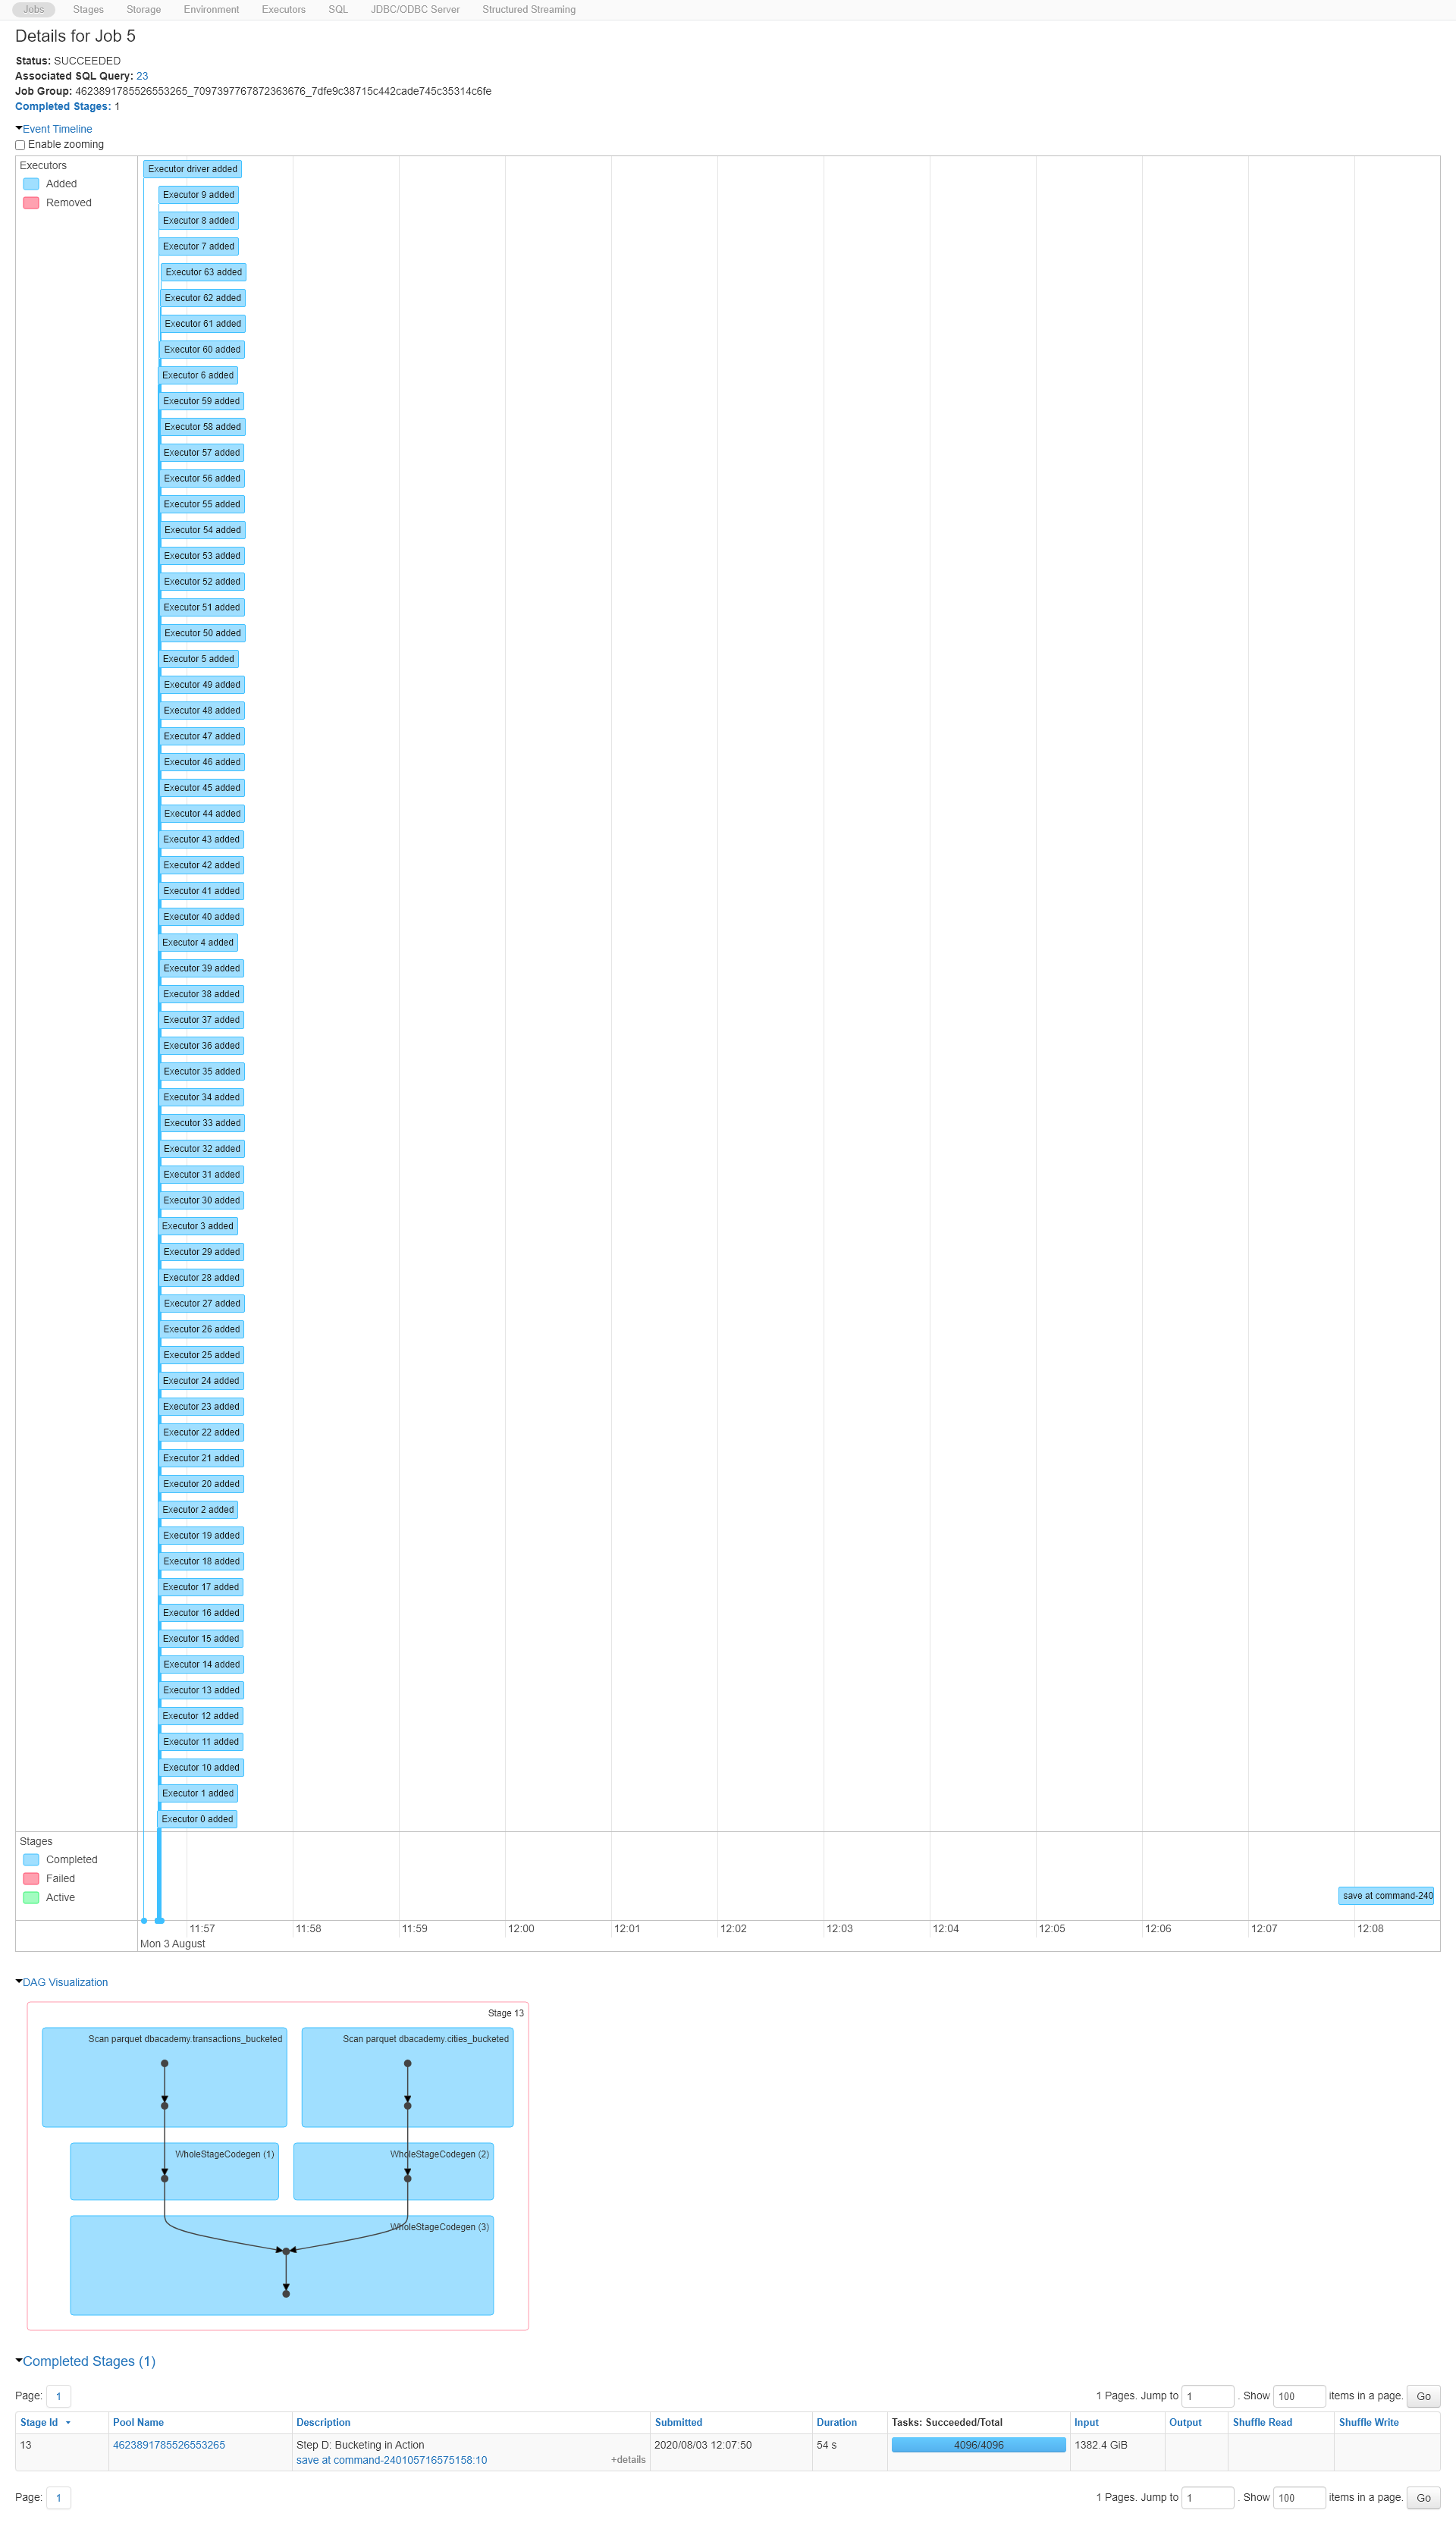 Jobs Stages Storage Environment Executors SQL JDBC/ODBC Server Structured Streaming
Details for Job 5
Status: SUCCEEDED
Associated SQL Query: 23
Job Group: 4623891785526553265_7097397767872363676_7dfe9c38715c442cade745c35314c6fe
Completed Stages: 1
Event Timeline
Enable zooming
Executors
Added
Removed
Executor driver added
Executor 9 added
Executor 8 added
Executor 7 added
Executor 63 added
Executor 62 added
Executor 61 added
Executor 60 added
Executor 6 added
Executor 59 added
Executor 58 added
Executor 57 added
Executor 56 added
Executor 55 added
Executor 54 added
Executor 53 added
Executor 52 added
Executor 51 added
Executor 50 added
Executor 5 added
Executor 49 added
Executor 48 added
Executor 47 added
Executor 46 added
Executor 45 added
Executor 44 added
Executor 43 added
Executor 42 added
Executor 41 added
Executor 40 added
Executor 4 added
Executor 39 added
Executor 38 added
Executor 37 added
Executor 36 added
Executor 35 added
Executor 34 added
Executor 33 added
Executor 32 added
Executor 31 added
Executor 30 added
Executor 3 added
Executor 29 added
Executor 28 added
Executor 27 added
Executor 26 added
Executor 25 added
Executor 24 added
Executor 23 added
Executor 22 added
Executor 21 added
Executor 20 added
Executor 2 added
Executor 19 added
Executor 18 added
Executor 17 added
Executor 16 added
Executor 15 added
Executor 14 added
Executor 13 added
Executor 12 added
Executor 11 added
Executor 10 added
Executor 1 added
Executor 0 added
Stages
Completed
Failed
Active
save at command-240
11:57 11:58 11:59 12:00 12:01 12:02 12:03 12:04 12:05 12:06 12:07 12:08
Mon 3 August
DAG Visualization
Stage 13
Scan parquet dbacademy.transactions_bucketed Scan parquet dbacademy.cities_bucketed
WholeStageCodegen (1) WholeStageCodegen (2)
WholeStageCodegen (3)
Completed Stages (1)
Page: 1 1 Pages. Jump to 1 . Show 100 items in a page. Go
Stage Id Pool Name Description Submitted Duration Tasks: Succeeded/Total Input Output Shuffle Read Shuffle Write
13 4623891785526553265 Step D: Bucketing in Action 2020/08/03 12:07:50 54 s 4096/4096 1382.4 GiB
save at command-240105716575158:10 +details
Page: 1 1 Pages. Jump to 1 . Show 100 items in a page. Go